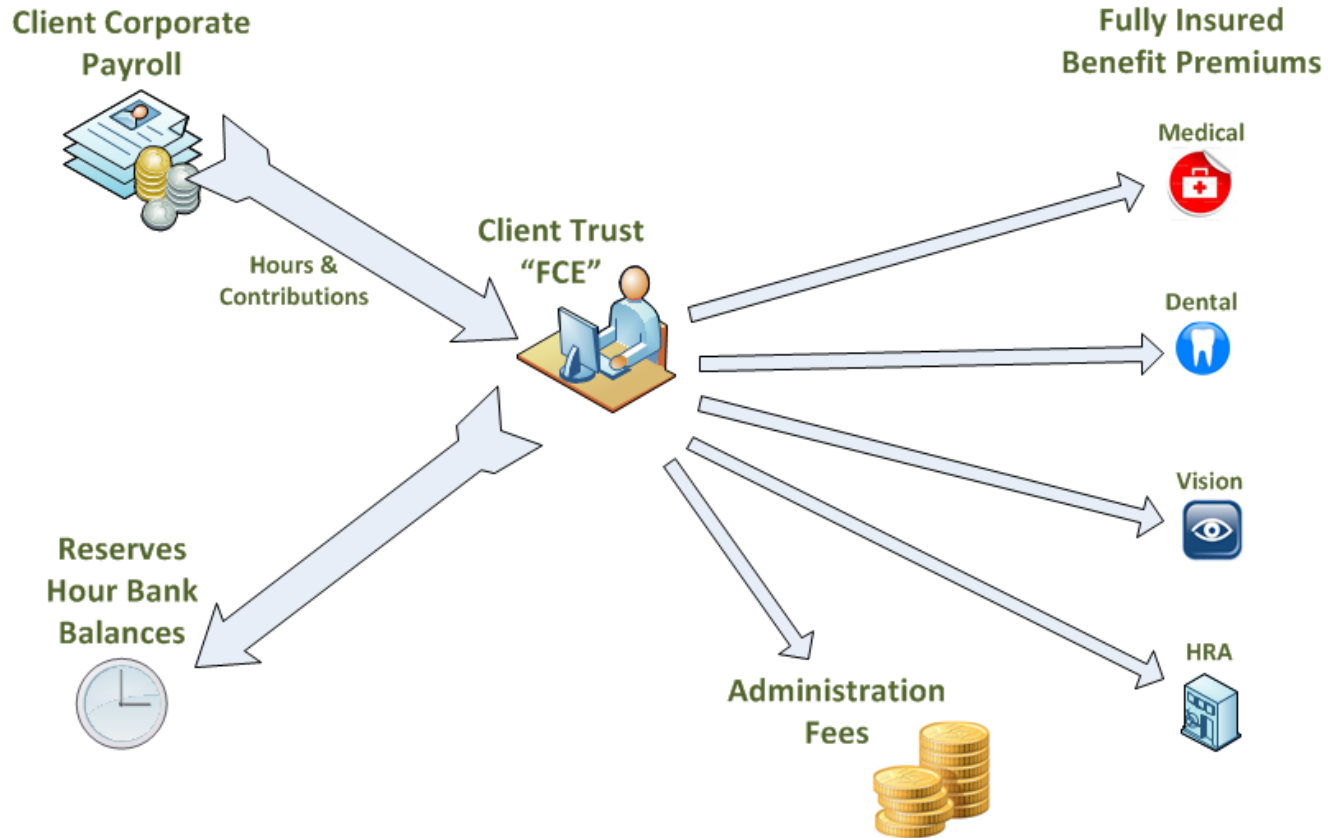 Client Corporate
Payroll
Fully Insured
Benefit Premiums
Medical
Client Trust
“FCE”
Hours &
Contributions
Dental
Vision
Reserves
Hour Bank
Balances
HRA
Administration
Fees